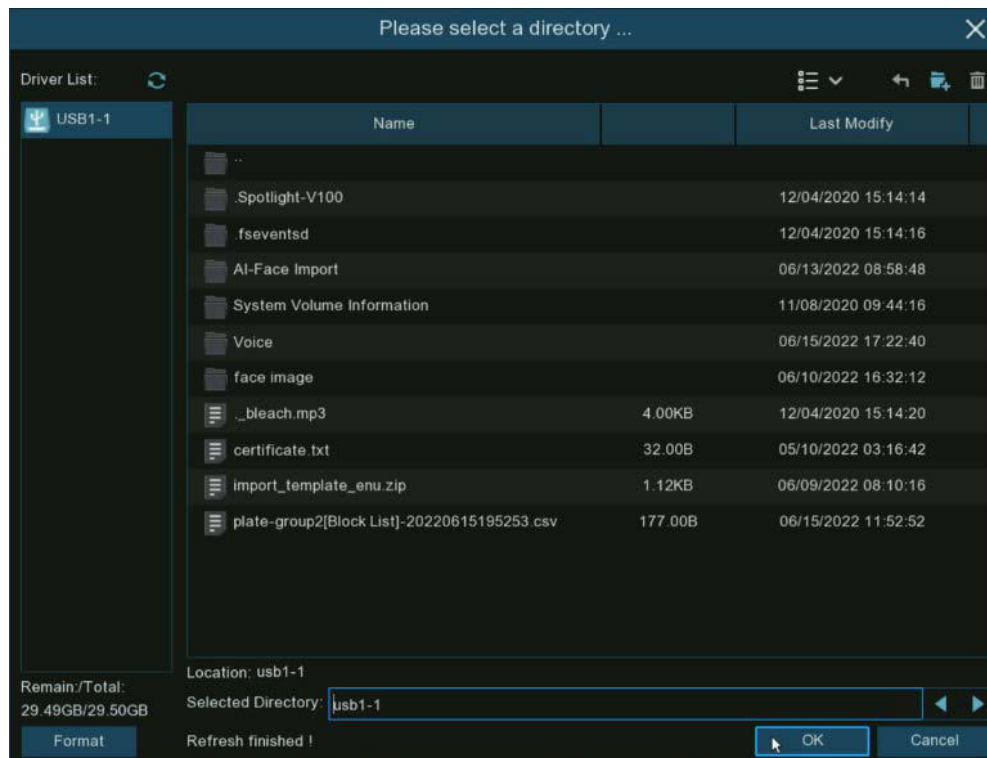 Please select a directory ...
Driver List:
USB1-1
Name Last Modify
..
.Spotlight-V100 12/04/2020 15:14:14
.fseventsd 12/04/2020 15:14:16
AI-Face Import 06/13/2022 08:58:48
System Volume Information 11/08/2020 09:44:16
Voice 06/15/2022 17:22:40
face image 06/10/2022 16:32:12
._bleach.mp3 4.00KB 12/04/2020 15:14:20
certificate.txt 32.00B 05/10/2022 03:16:42
import_template_enu.zip 1.12KB 06/09/2022 08:10:16
plate-group2[Block List]-20220615195253.csv 177.00B 06/15/2022 11:52:52
Location: usb1-1
Remain:/Total:
29.49GB/29.50GB
Selected Directory: usb1-1
Format Refresh finished ! OK Cancel